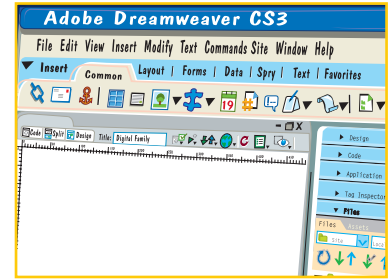 Adobe Dreamweaver CS3
File Edit View Insert Modify Text Commands Site Window Help
Insert Common Layout | Forms | Data | Spry | Text | Favorites
19
Code Split Design Title: Digital Family
Design
Code
Application
Tag Inspector
Files
Files Assets
Site